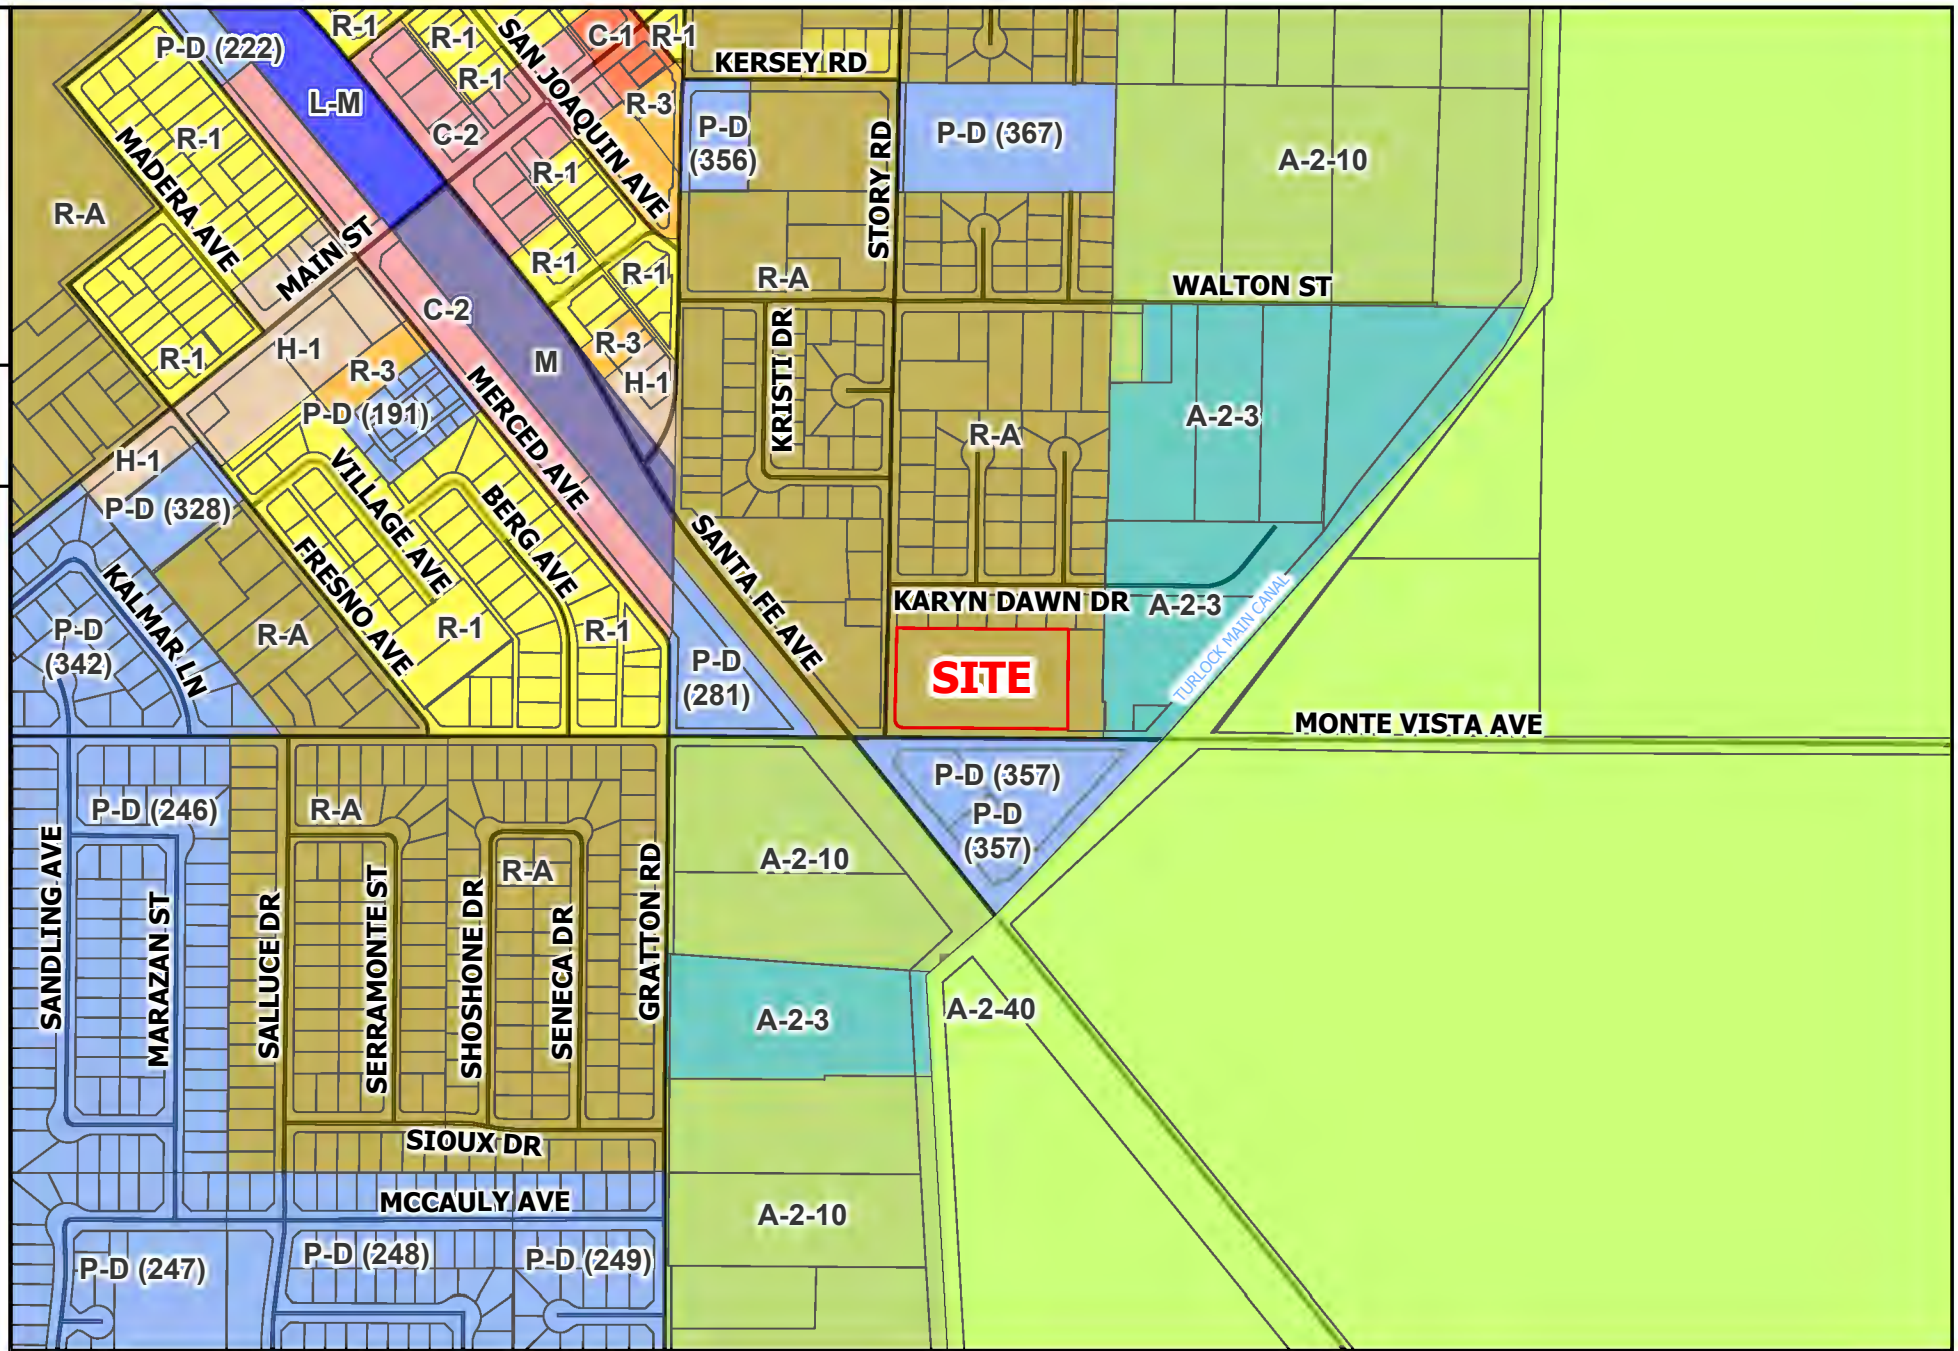 R-1
P-D (222)
R-1
C-1
R-1
SAN JOAQUIN AVE
KERSEY RD
R-1
L-M
R-3
C-2
P-D
(356)
P-D (367)
R-1
A-2-10
MADERA AVE
R-1
STORY RD
R-A
MAIN ST
R-1
R-1
R-A
WALTON ST
C-2
H-1
R-1
R-3
KRISTI DR
M
R-3
H-1
MERCED AVE
P-D (191)
A-2-3
R-A
H-1
VILLAGE AVE
BERG AVE
P-D (328)
SANTA FE AVE
FRESNO AVE
KALMAR LN
KARYN DAWN DR
A-2-3
TURLOCK MAIN CANAL
P-D
(342)
R-A
R-1
R-1
P-D
(281)
SITE
MONTE VISTA AVE
P-D (357)
P-D
(357)
P-D (246)
R-A
R-A
A-2-10
SANDLING AVE
MARAZAN ST
SALLUCE DR
SERRAMONTE ST
SHOSHONE DR
SENECA DR
GRATTON RD
A-2-3
A-2-40
SIOUX DR
MCCAULY AVE
A-2-10
P-D (247)
P-D (248)
P-D (249)